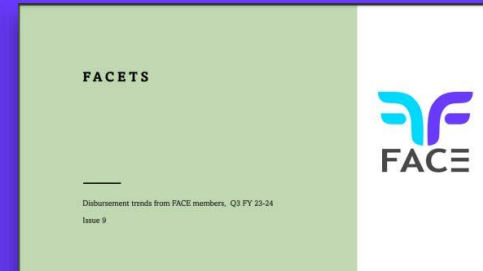 FACETS
Disbursement trends from FACE members, Q3 FY 23-24
Issue 9
FACE